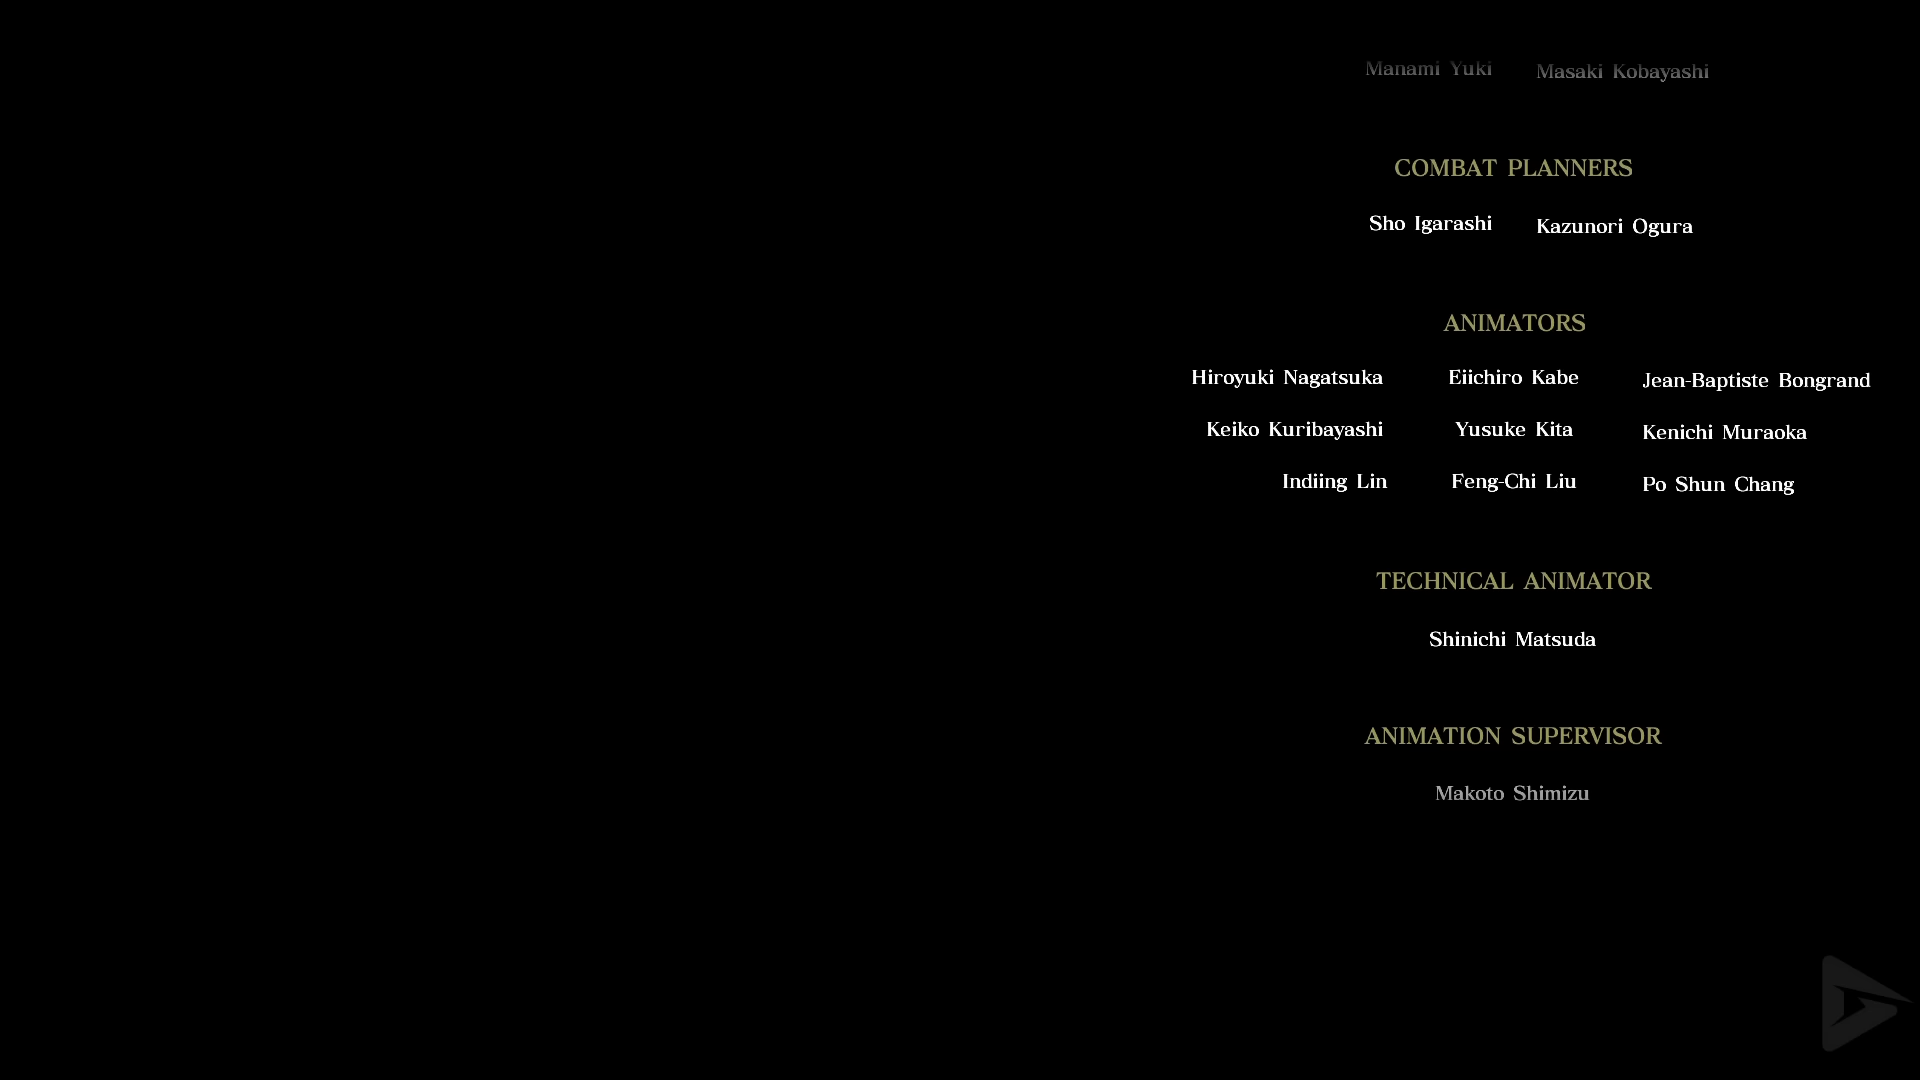 Manami Yuki Masaki Kobayashi
COMBAT PLANNERS
Sho Igarashi Kazunori Ogura
ANIMATORS
Hiroyuki Nagatsuka Eiichiro Kabe Jean-Baptiste Bongrand
Keiko Kuribayashi Yusuke Kita Kenichi Muraoka
Indiing Lin Feng-Chi Liu Po Shun Chang
TECHNICAL ANIMATOR
Shinichi Matsuda
ANIMATION SUPERVISOR
Makoto Shimizu